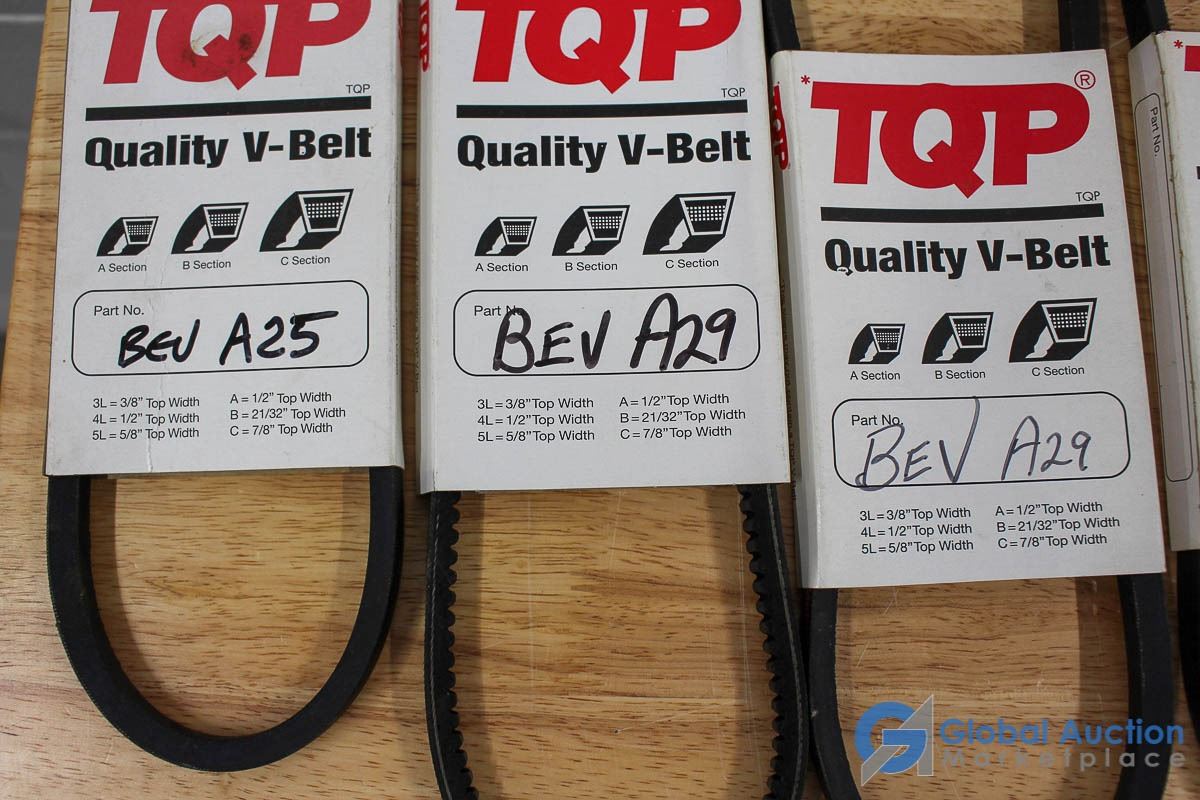 TQP
TQP
Quality V-Belt
A Section B Section C Section
Part No.
BEV A25
3L = 3/8" Top Width A = 1/2" Top Width
4L = 1/2" Top Width B = 21/32" Top Width
5L = 5/8" Top Width C = 7/8" Top Width
TQP
TQP
TQP
Quality V-Belt
A Section B Section C Section
Part No.
BEV A29
3L = 3/8" Top Width A = 1/2" Top Width
4L = 1/2" Top Width B = 21/32" Top Width
5L = 5/8" Top Width C = 7/8" Top Width
TQP
*TQP®
TQP
Quality V-Belt
A Section B Section C Section
Part No.
BEV A29
3L = 3/8" Top Width A = 1/2" Top Width
4L = 1/2" Top Width B = 21/32" Top Width
5L = 5/8" Top Width C = 7/8" Top Width
Part No.
Global Auction
Marketplace